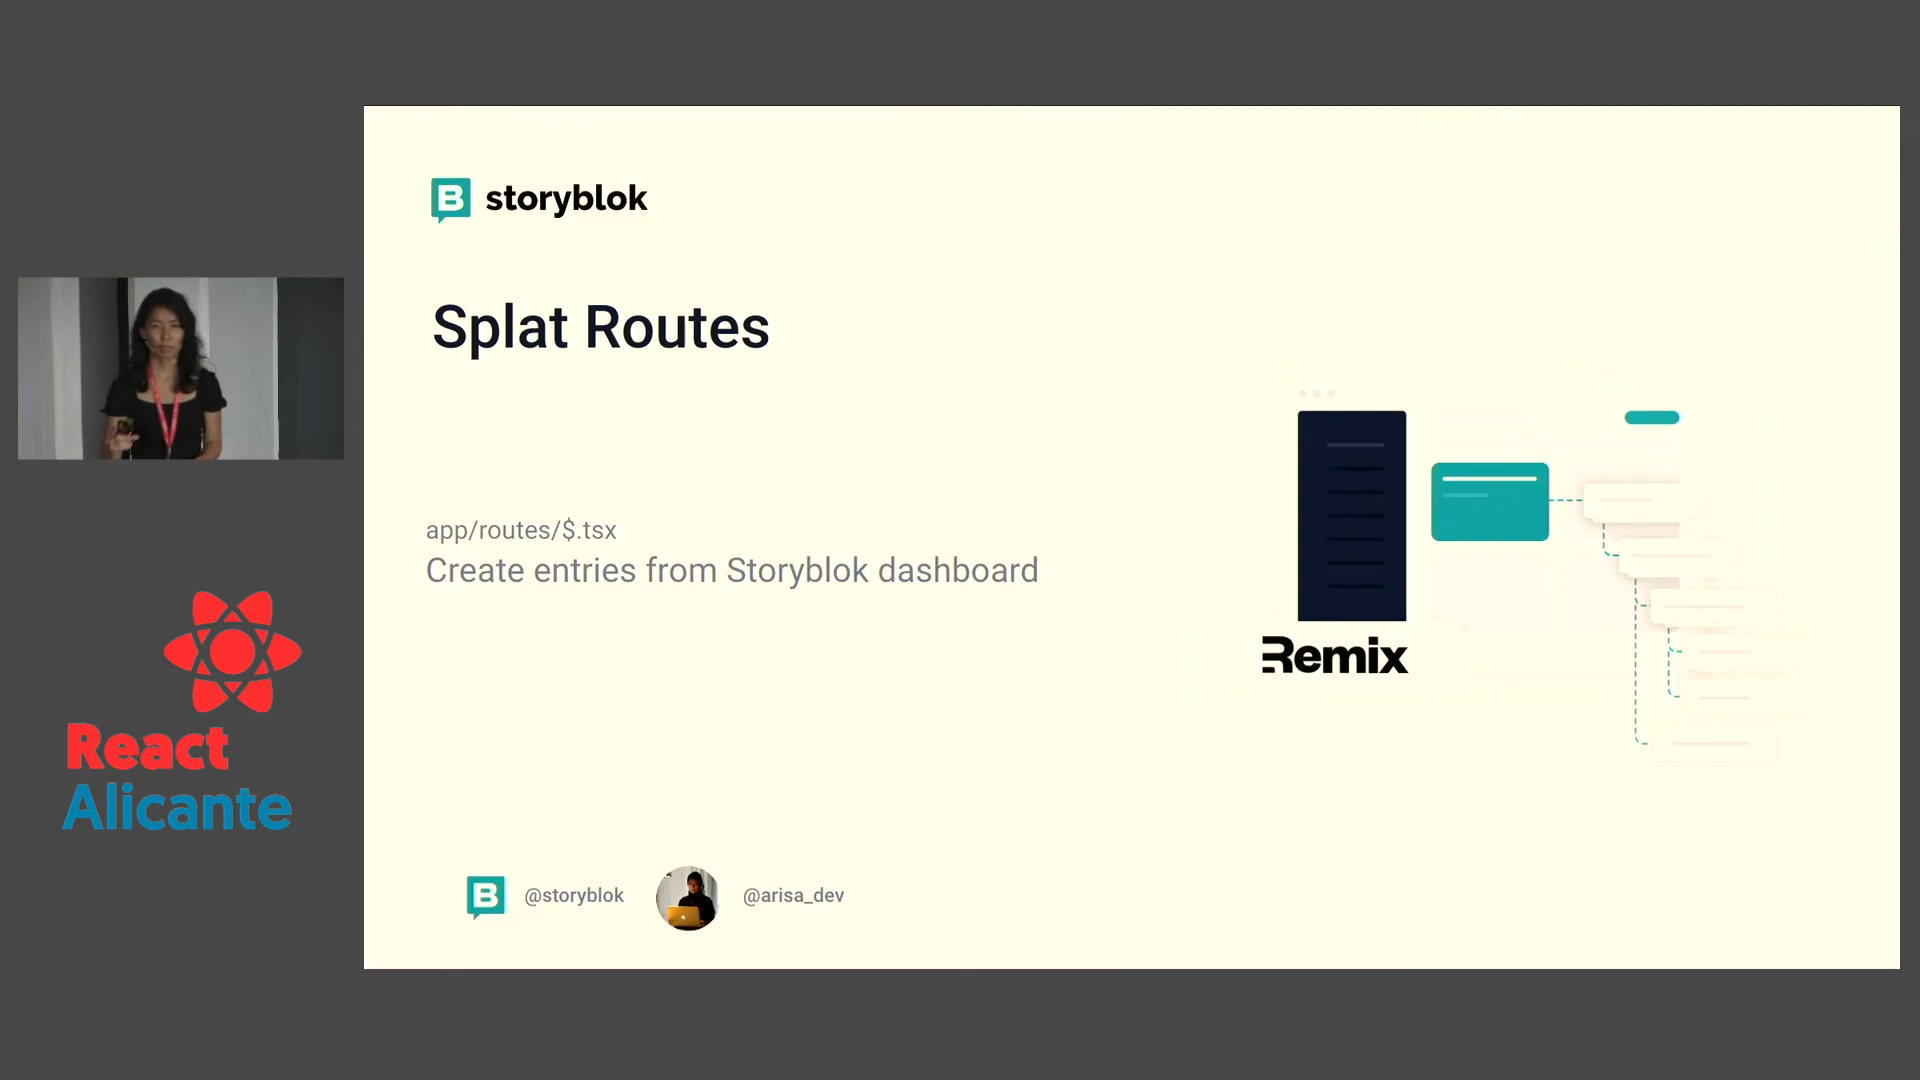 storyblok
Splat Routes
app/routes/$.tsx
Create entries from Storyblok dashboard
Remix
React
Alicante
@storyblok
@arisa_dev